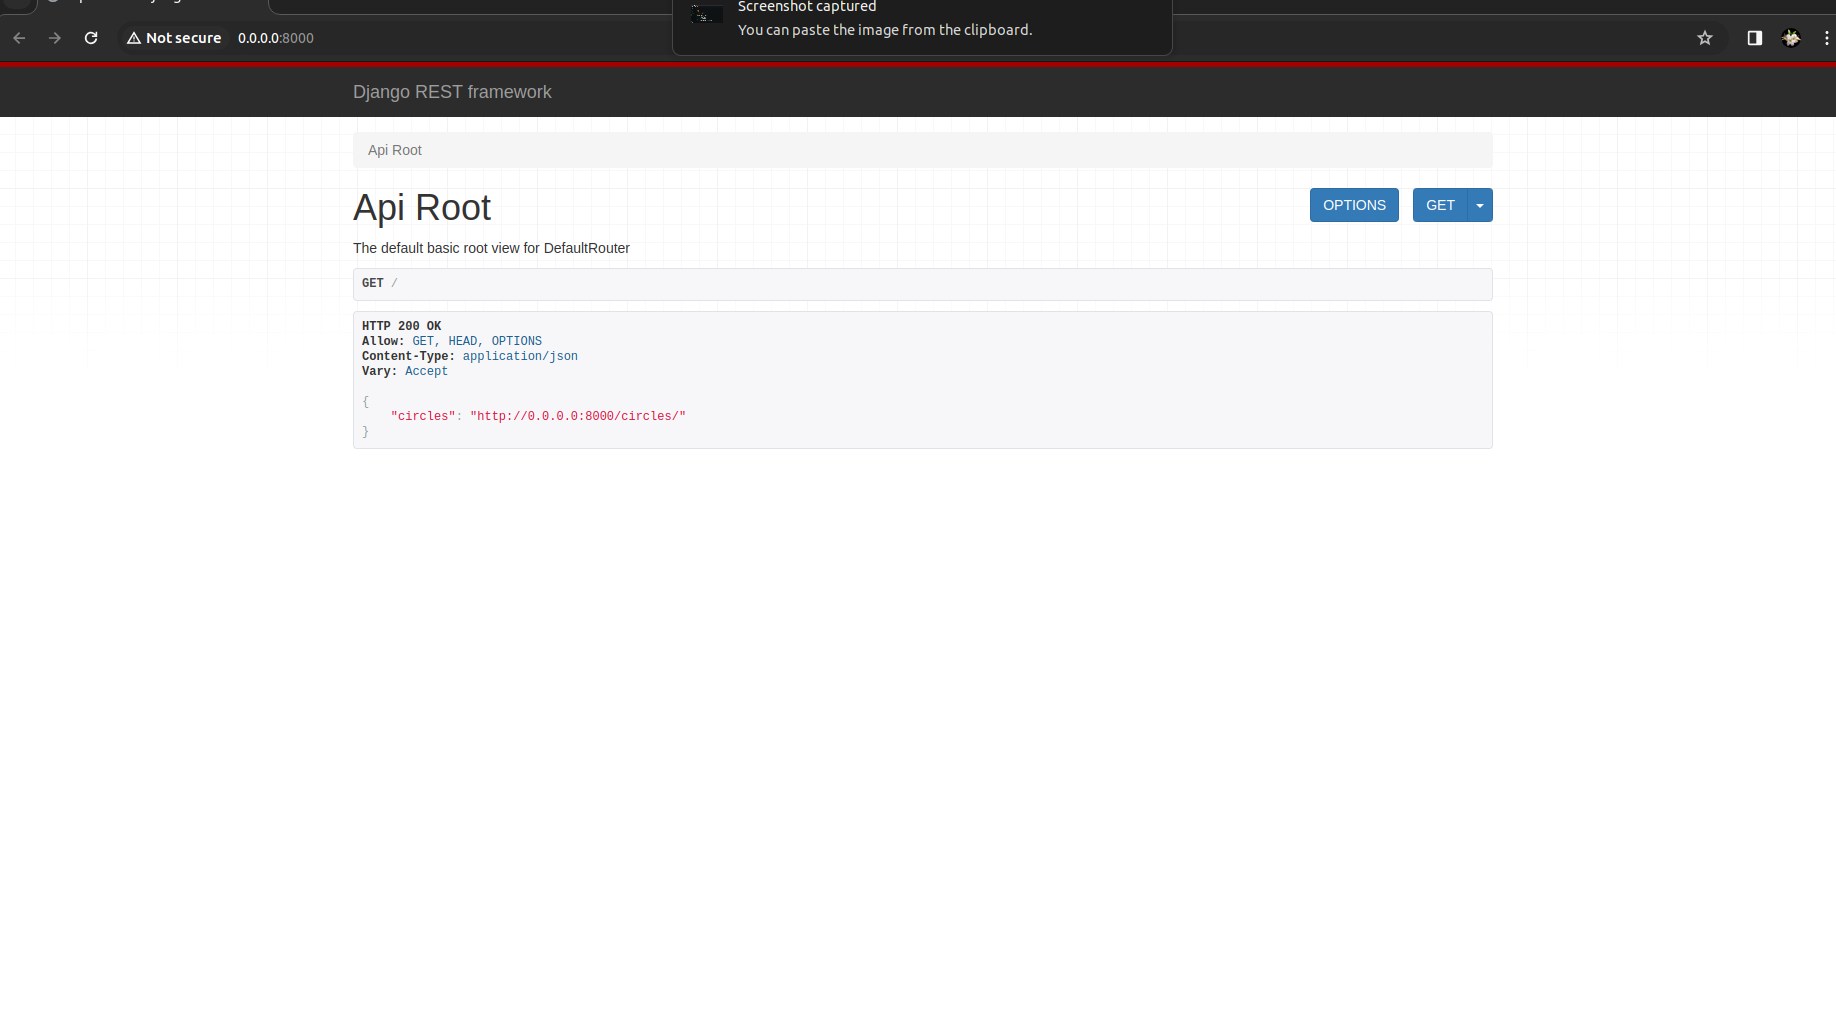 Screenshot captured
You can paste the image from the clipboard.
Not secure
0.0.0.0:8000
Django REST framework
Api Root
Api Root
OPTIONS
GET
The default basic root view for DefaultRouter
GET /
HTTP 200 OK
Allow: GET, HEAD, OPTIONS
Content-Type: application/json
Vary: Accept
{
"circles": "http://0.0.0.0:8000/circles/"
}